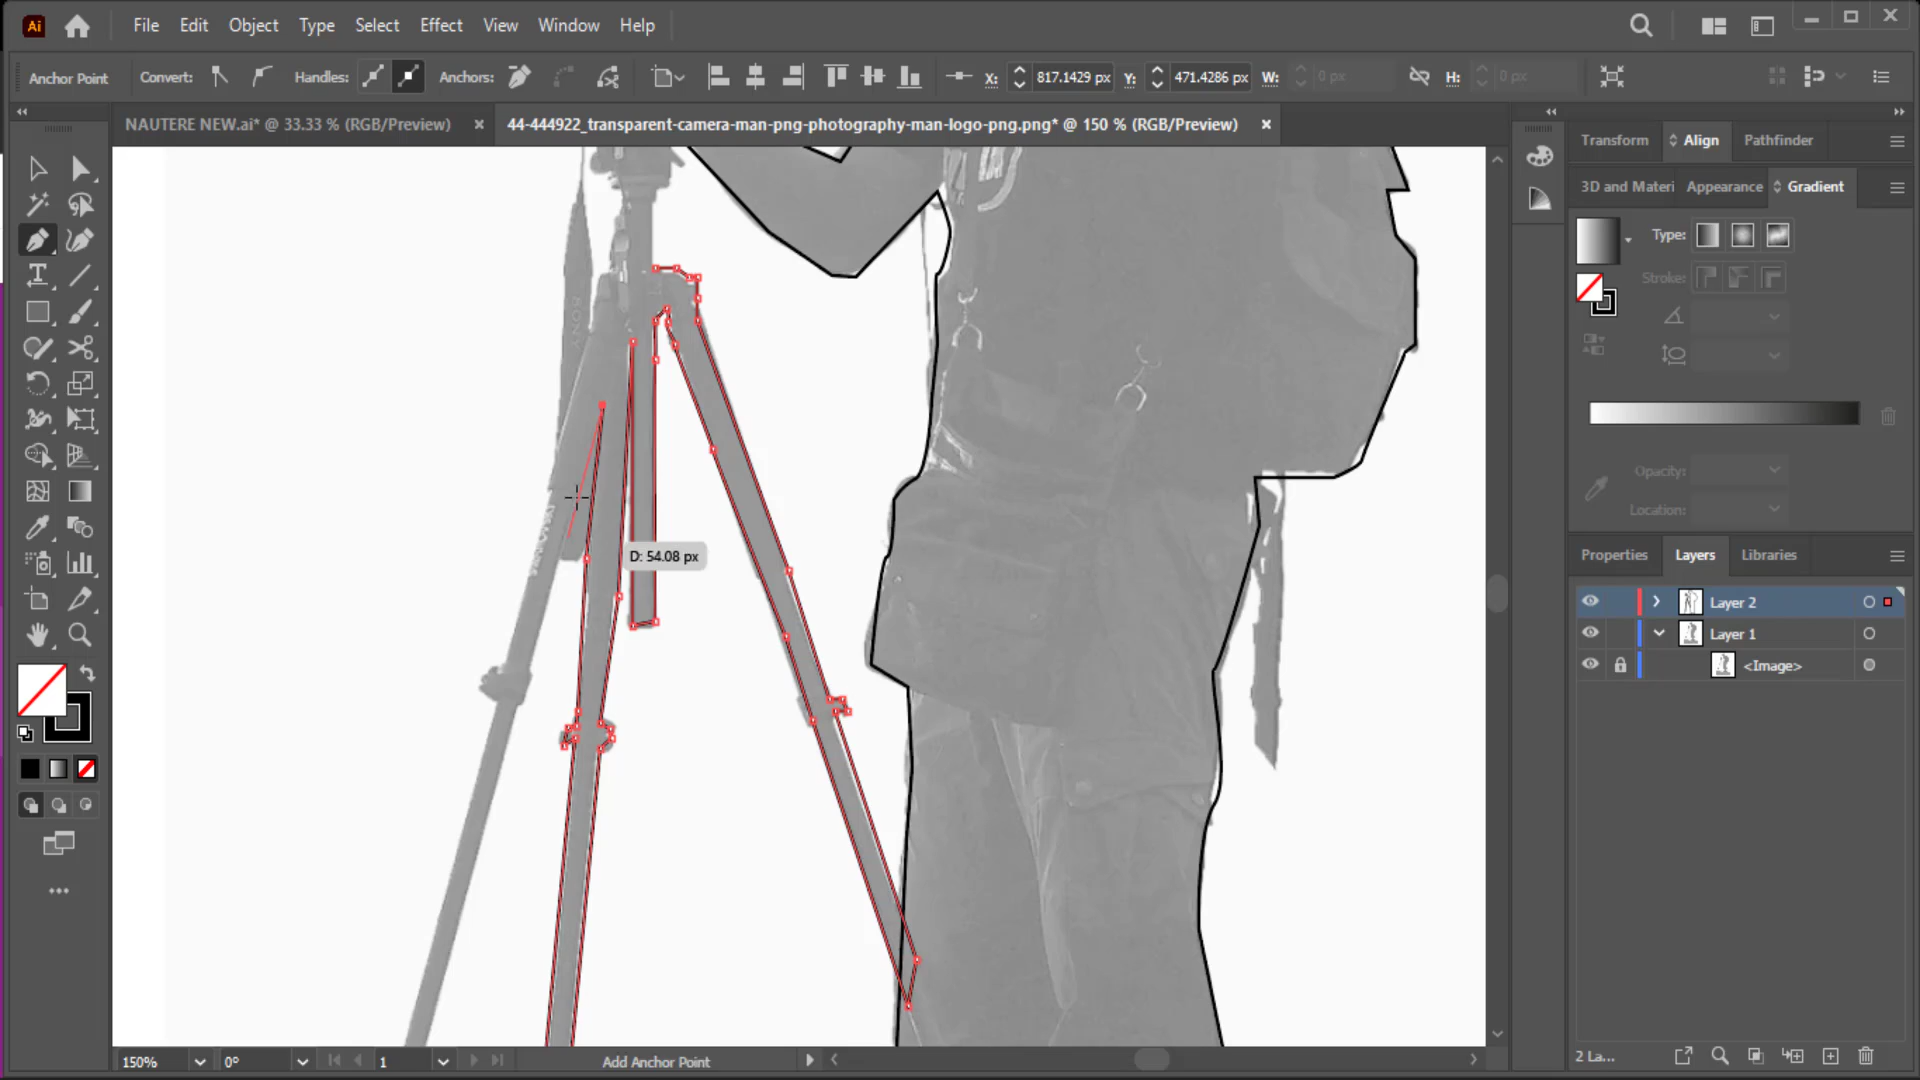 Ai File Edit Object Type Select Effect View Window Help
Anchor Point Convert: Handles: Anchors: X: 817.1429 px Y: 471.4286 px W: 0 px H: 0 px
NAUTERE NEW.ai* @ 33.33 % (RGB/Preview) × 44-444922_transparent-camera-man-png-photography-man-logo-png.png* @ 150 % (RGB/Preview) ×
Transform Align Pathfinder
3D and Materi Appearance Gradient
Type:
Stroke:
SONY
Opacity:
Location:
D: 54.08 px
Properties Layers Libraries
Layer 2
Layer 1
<Image>
150% 0° 1 Add Anchor Point
2 La...